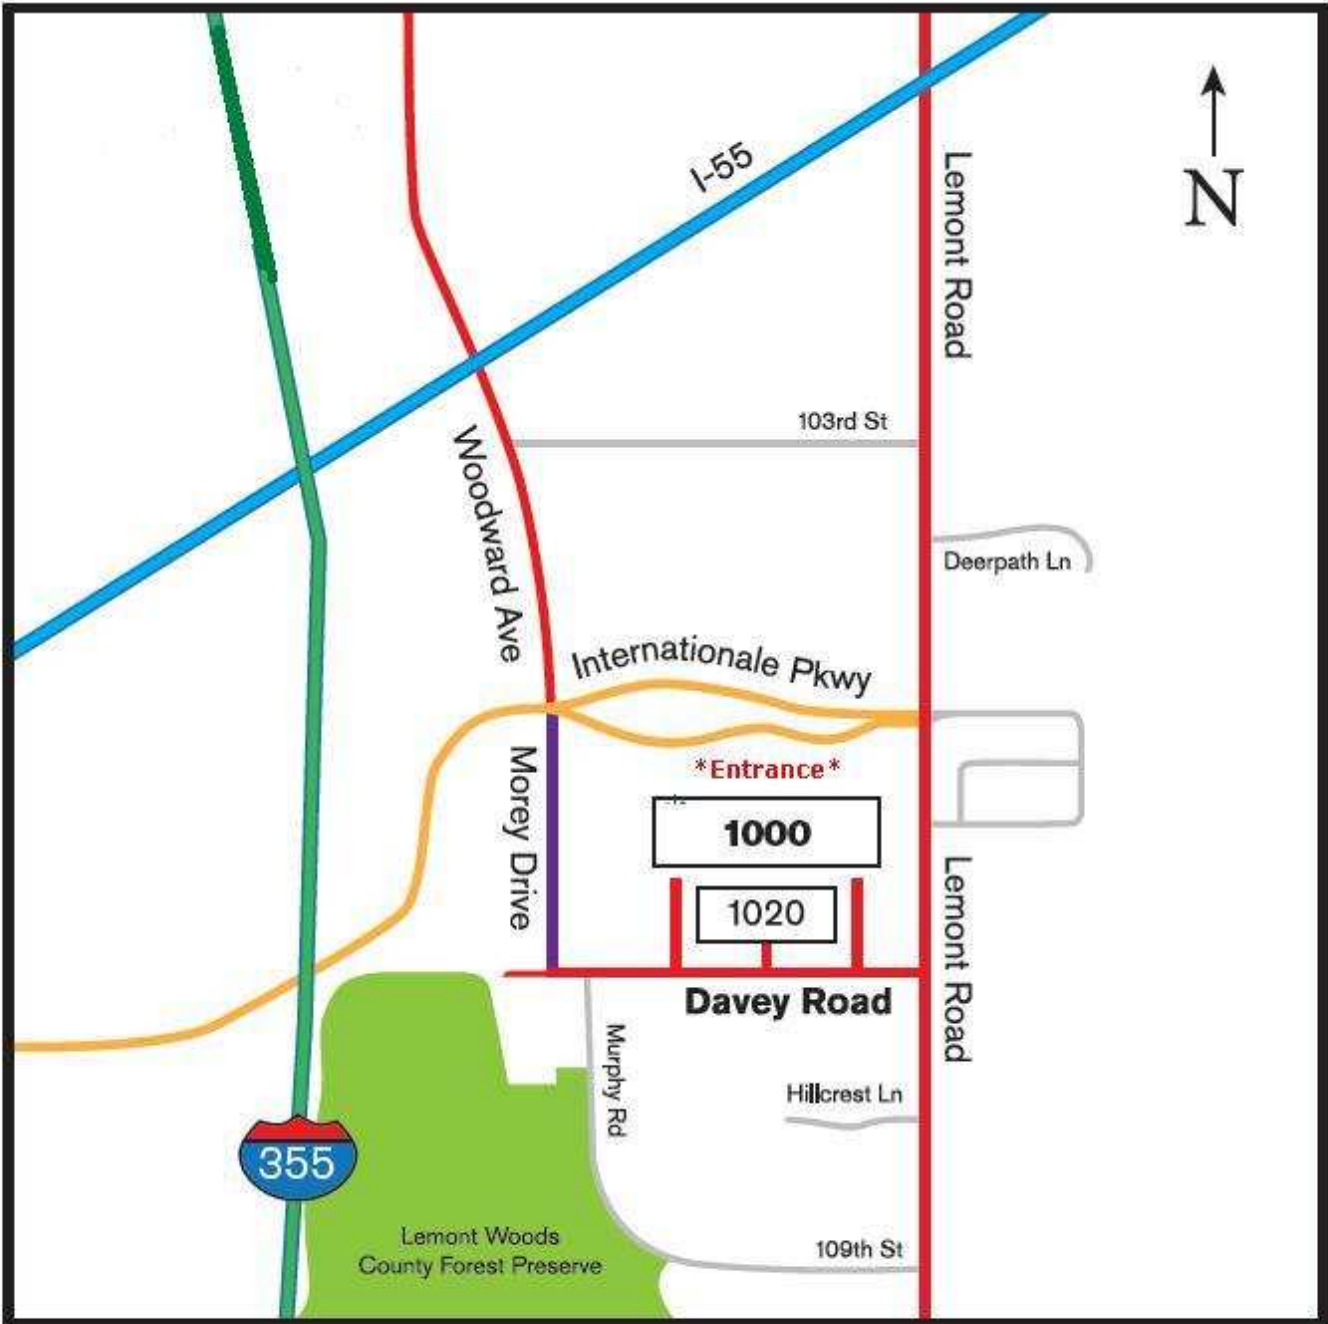 I-55
Lemont Road
N
103rd St
Woodward Ave
Deerpath Ln
Internationale Pkwy
*Entrance*
Morey Drive
1000
1020
Lemont Road
Davey Road
Murphy Rd
Hillcrest Ln
355
Lemont Woods
County Forest Preserve
109th St